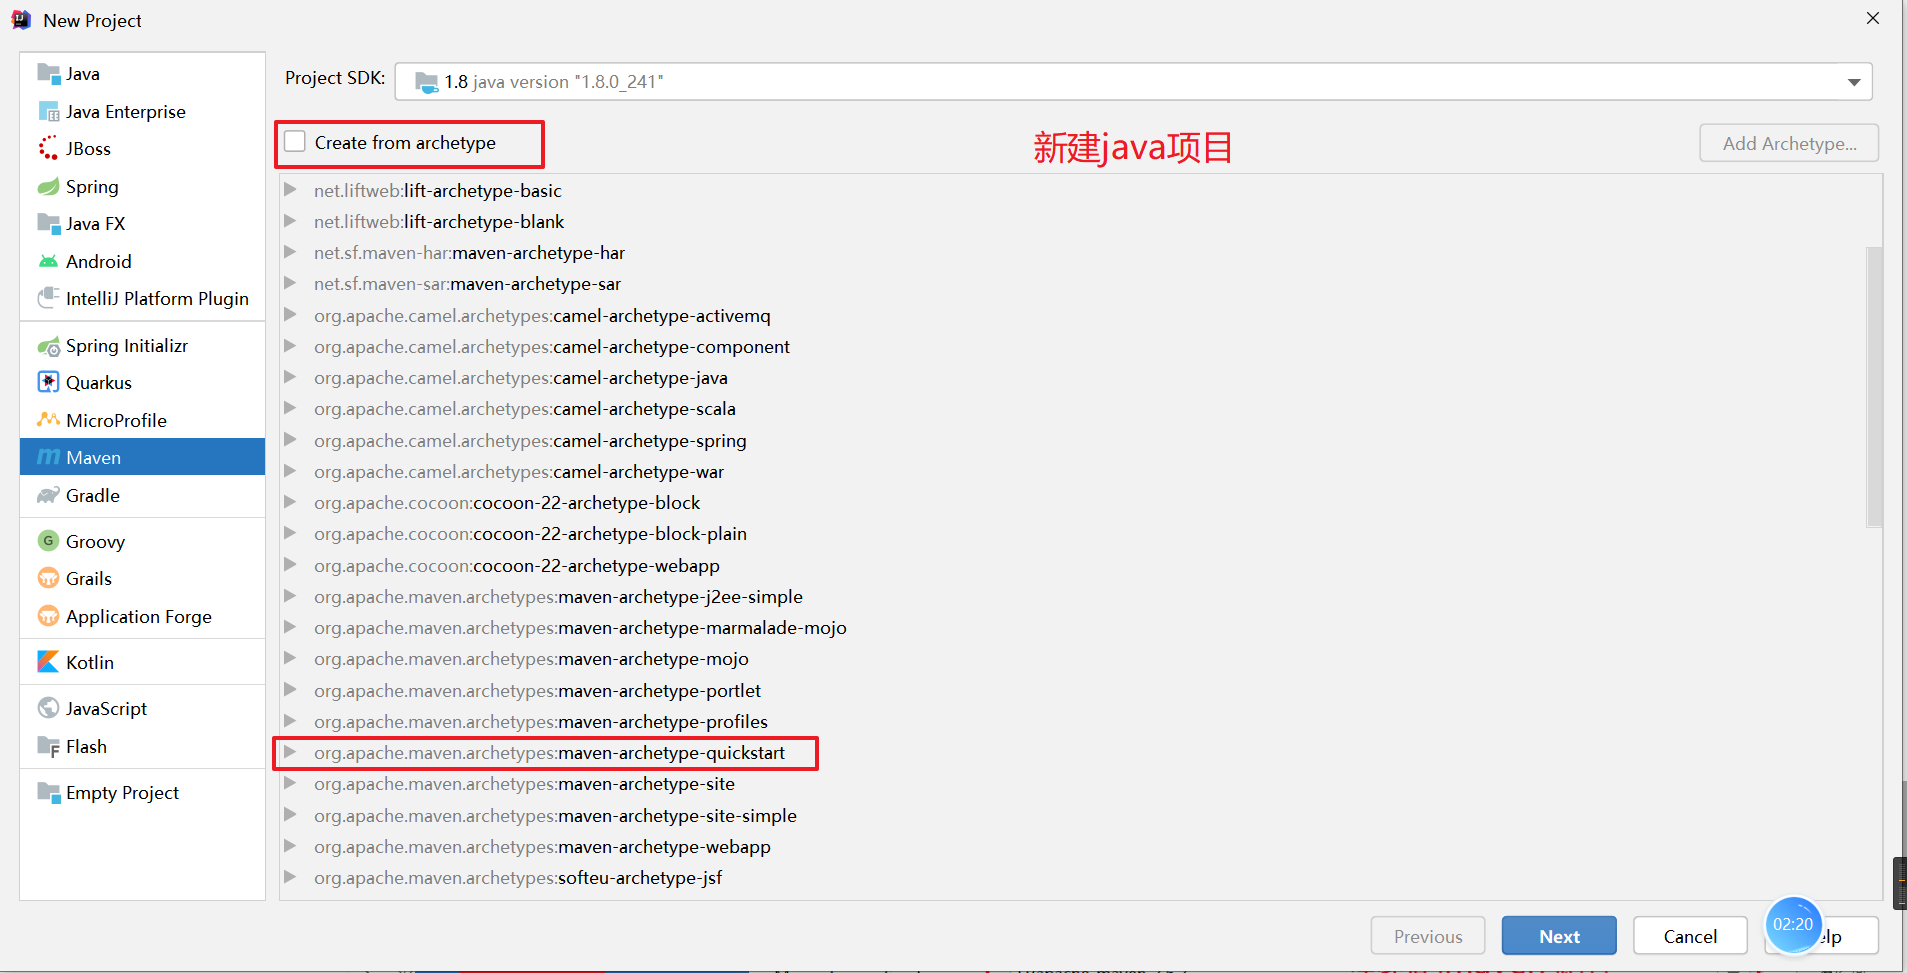 New Project
Java
Java Enterprise
JBoss
Spring
Java FX
Android
IntelliJ Platform Plugin
Spring Initializr
Quarkus
MicroProfile
Maven
Gradle
Groovy
Grails
Application Forge
Kotlin
JavaScript
Flash
Empty Project
Project SDK: 1.8 java version "1.8.0_241"
Create from archetype
新建java项目
Add Archetype...
net.liftweb:lift-archetype-basic
net.liftweb:lift-archetype-blank
net.sf.maven-har:maven-archetype-har
net.sf.maven-sar:maven-archetype-sar
org.apache.camel.archetypes:camel-archetype-activemq
org.apache.camel.archetypes:camel-archetype-component
org.apache.camel.archetypes:camel-archetype-java
org.apache.camel.archetypes:camel-archetype-scala
org.apache.camel.archetypes:camel-archetype-spring
org.apache.camel.archetypes:camel-archetype-war
org.apache.cocoon:cocoon-22-archetype-block
org.apache.cocoon:cocoon-22-archetype-block-plain
org.apache.cocoon:cocoon-22-archetype-webapp
org.apache.maven.archetypes:maven-archetype-j2ee-simple
org.apache.maven.archetypes:maven-archetype-marmalade-mojo
org.apache.maven.archetypes:maven-archetype-mojo
org.apache.maven.archetypes:maven-archetype-portlet
org.apache.maven.archetypes:maven-archetype-profiles
org.apache.maven.archetypes:maven-archetype-quickstart
org.apache.maven.archetypes:maven-archetype-site
org.apache.maven.archetypes:maven-archetype-site-simple
org.apache.maven.archetypes:maven-archetype-webapp
org.apache.maven.archetypes:softeu-archetype-jsf
Previous
Next
Cancel
02:20